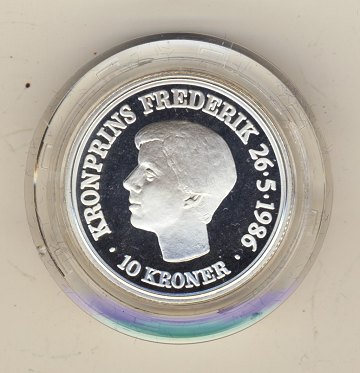 KRONPRINS FREDERIK 26·5·1986
· 10 KRONER ·